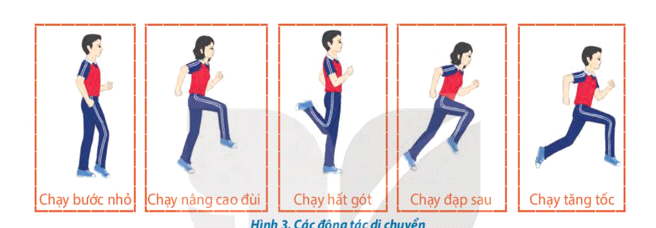 Chạy bước nhỏ
Chạy nâng cao đùi
Chạy hất gót
Chạy đạp sau
Chạy tăng tốc
Hình 3. Các động tác di chuyển